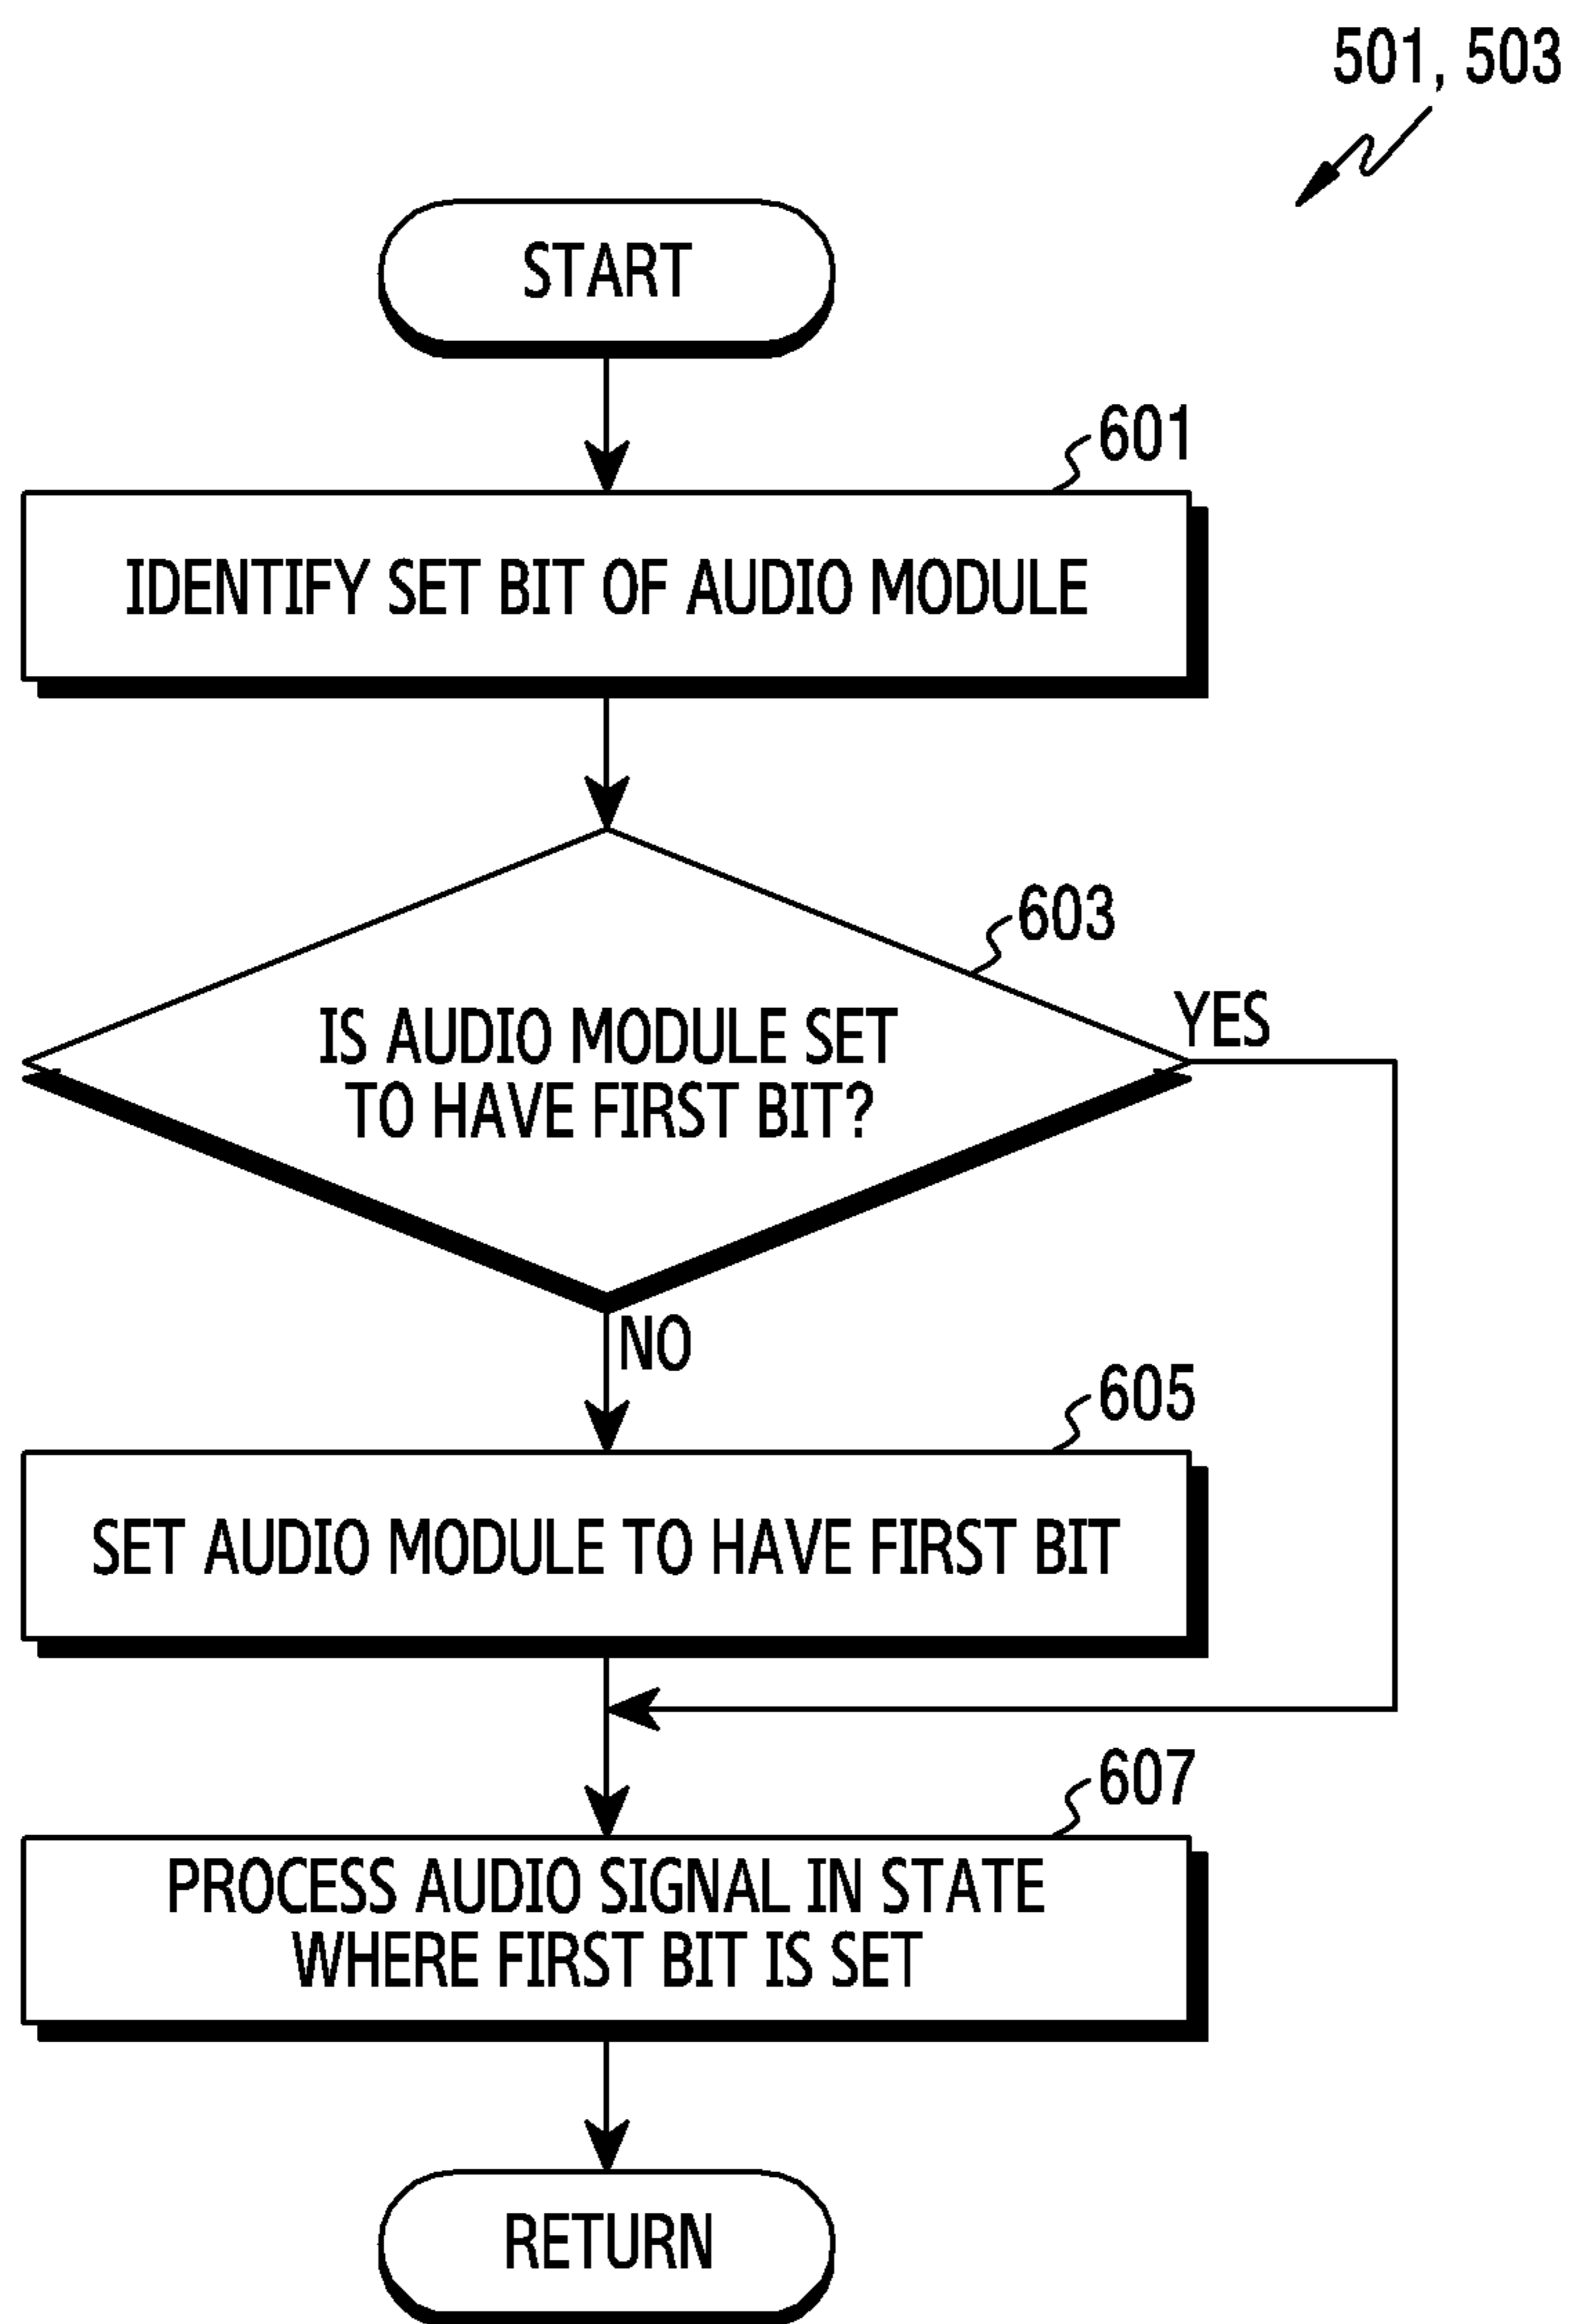 501, 503
START
601
IDENTIFY SET BIT OF AUDIO MODULE
603
IS AUDIO MODULE SET
TO HAVE FIRST BIT?
YES
NO
605
SET AUDIO MODULE TO HAVE FIRST BIT
607
PROCESS AUDIO SIGNAL IN STATE
WHERE FIRST BIT IS SET
RETURN